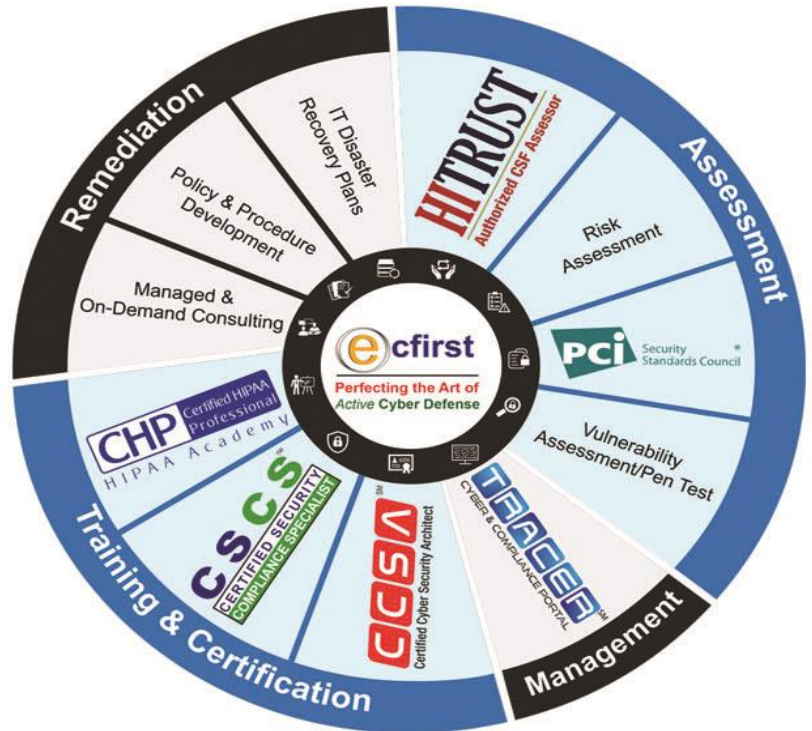 Remediation
IT Disaster
Recovery Plans
Policy & Procedure
Development
Managed &
On-Demand Consulting
Assessment
HITRUST
Authorized CSF Assessor
Risk
Assessment
PCI Security
Standards Council ®
Vulnerability
Assessment/Pen Test
Management
TRACER SM
CYBER & COMPLIANCE PORTAL
Training & Certification
CCSA SM
Certified Cyber Security Architect
CSCS™
CERTIFIED SECURITY
COMPLIANCE SPECIALIST
CHP Certified HIPAA
Professional
HIPAA Academy
ecfirst
Perfecting the Art of
Active Cyber Defense